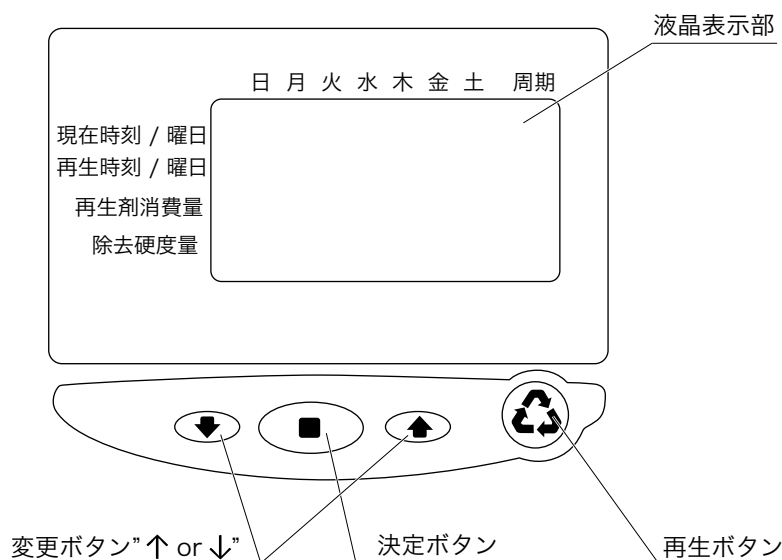 液晶表示部
日 月 火 水 木 金 土 周期
現在時刻 / 曜日
再生時刻 / 曜日
再生剤消費量
除去硬度量
変更ボタン”↑ or ↓”
決定ボタン
再生ボタン